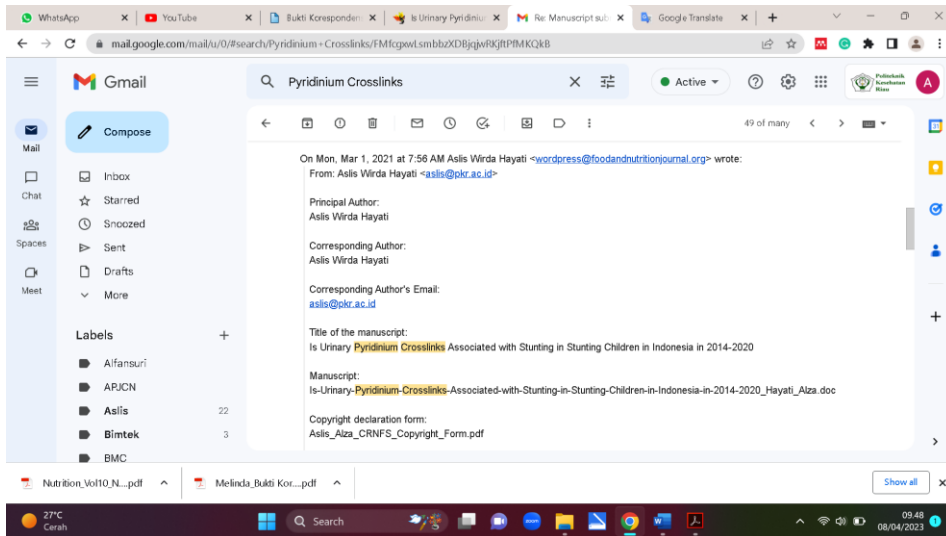 WhatsApp
YouTube
Bukti Koresponden
Is Urinary Pyridiniu
Re: Manuscript sub
Google Translate
mail.google.com/mail/u/0/#search/Pyridinium+Crosslinks/FMfcgxwLsmbbzXDBjqjwRKjftPfMKQkB
Gmail
Pyridinium Crosslinks
Active
Politeknik
Kesehatan
Riau
A
Mail
Chat
Spaces
Meet
Compose
Inbox
Starred
Snoozed
Sent
Drafts
More
Labels
Alfansuri
APJCN
Aslis 22
Bimtek 3
BMC
49 of many
On Mon, Mar 1, 2021 at 7:56 AM Aslis Wirda Hayati <wordpress@foodandnutritionjournal.org> wrote:
From: Aslis Wirda Hayati <aslis@pkr.ac.id>
Principal Author:
Aslis Wirda Hayati
Corresponding Author:
Aslis Wirda Hayati
Corresponding Author's Email:
aslis@pkr.ac.id
Title of the manuscript:
Is Urinary Pyridinium Crosslinks Associated with Stunting in Stunting Children in Indonesia in 2014-2020
Manuscript:
Is-Urinary-Pyridinium-Crosslinks-Associated-with-Stunting-in-Stunting-Children-in-Indonesia-in-2014-2020_Hayati_Alza.doc
Copyright declaration form:
Aslis_Alza_CRNFS_Copyright_Form.pdf
Nutrition_Vol10_N....pdf
Melinda_Bukti Kor....pdf
Show all
27°C
Cerah
Search
zoom
09.48
08/04/2023
1